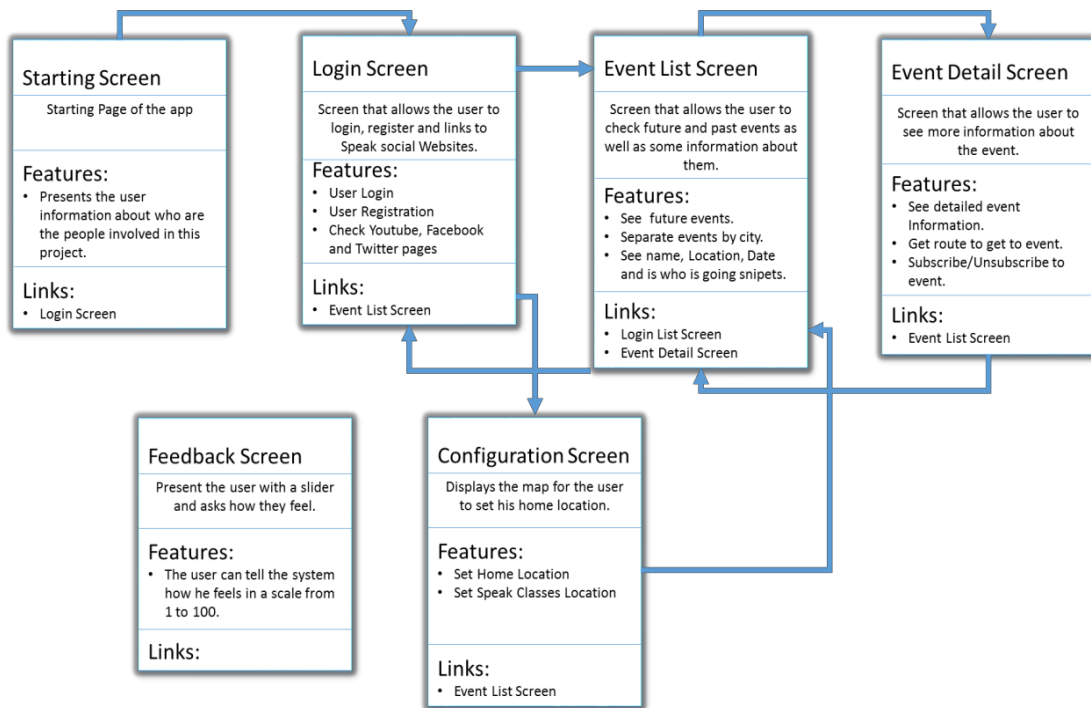 Starting Screen
Starting Page of the app
Features:
• Presents the user
information about who are
the people involved in this
project.
Links:
• Login Screen
Login Screen
Screen that allows the user to
login, register and links to
Speak social Websites.
Features:
• User Login
• User Registration
• Check Youtube, Facebook
and Twitter pages
Links:
• Event List Screen
Event List Screen
Screen that allows the user to
check future and past events as
well as some information about
them.
Features:
• See future events.
• Separate events by city.
• See name, Location, Date
and is who is going snipets.
Links:
• Login List Screen
• Event Detail Screen
Event Detail Screen
Screen that allows the user to
see more information about
the event.
Features:
• See detailed event
Information.
• Get route to get to event.
• Subscribe/Unsubscribe to
event.
Links:
• Event List Screen
Feedback Screen
Present the user with a slider
and asks how they feel.
Features:
• The user can tell the system
how he feels in a scale from
1 to 100.
Links:
Configuration Screen
Displays the map for the user
to set his home location.
Features:
• Set Home Location
• Set Speak Classes Location
Links:
• Event List Screen